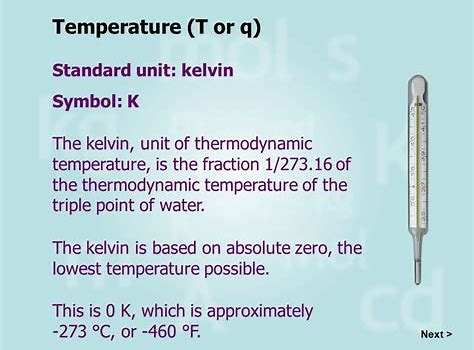 Temperature (T or q)
Standard unit: kelvin
Symbol: K
The kelvin, unit of thermodynamic
temperature, is the fraction 1/273.16 of
the thermodynamic temperature of the
triple point of water.
The kelvin is based on absolute zero, the
lowest temperature possible.
This is 0 K, which is approximately
-273 °C, or -460 °F.
Next >
mol
s
K
cd